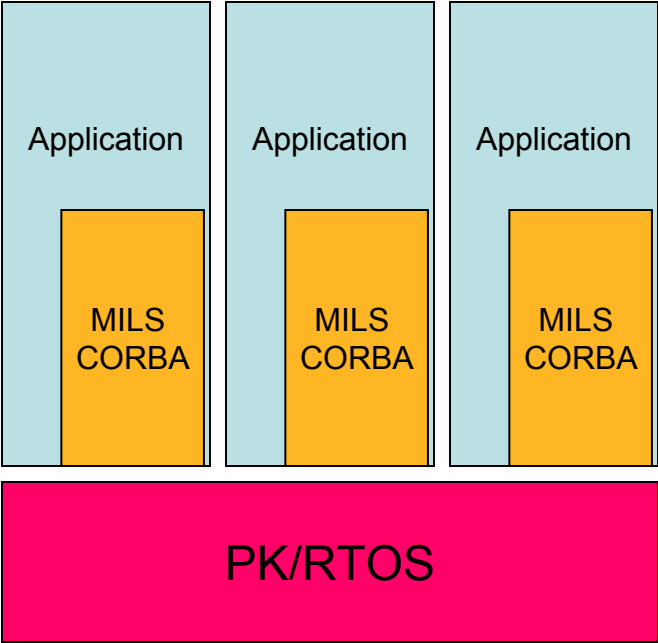 Application
Application
Application
MILS
CORBA
MILS
CORBA
MILS
CORBA
PK/RTOS